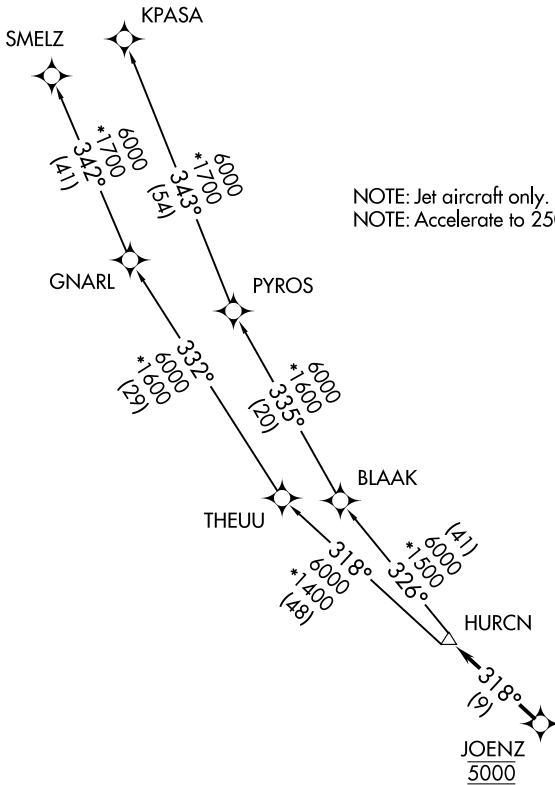 KPASA
SMELZ
6000
*1700
342°
(41)
6000
*1700
343°
(54)
NOTE: Jet aircraft only.
NOTE: Accelerate to 25
GNARL
PYROS
6000
*1600
332°
(29)
6000
*1600
335°
(20)
BLAAK
THEUU
318°
6000
*1400
(48)
(41)
6000
*1500
326°
HURCN
318°
(9)
JOENZ
5000